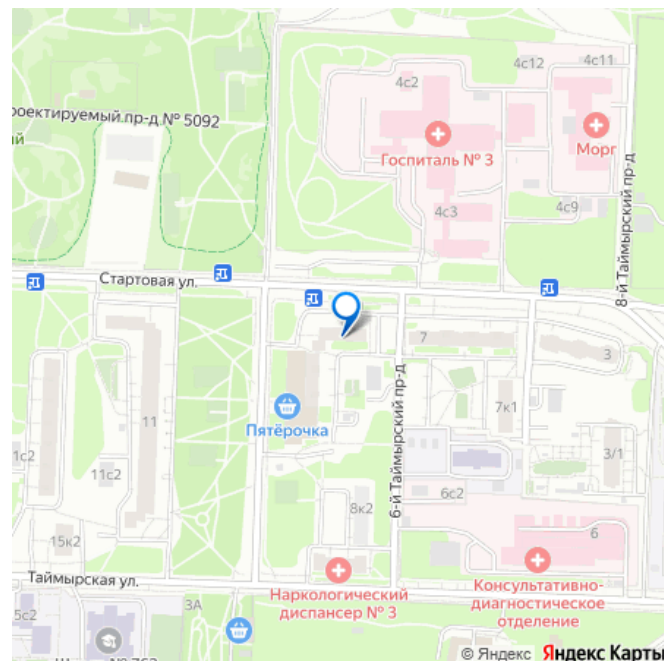 4с12
4с11
4с2
роектируемый пр-д № 5092
ий
Госпиталь № 3
Морг
4с3
4с9
8-й Таймырский пр-д
Стартовая ул.
7
3
6-й Таймырский пр-д
11
Пятёрочка
7к1
1с2
11с2
3/1
6с2
8к2
15к2
6
Таймырская ул.
Наркологический
диспансер № 3
Консультативно-
диагностическое
отделение
5с2
3А
© Яндекс Яндекс Карты